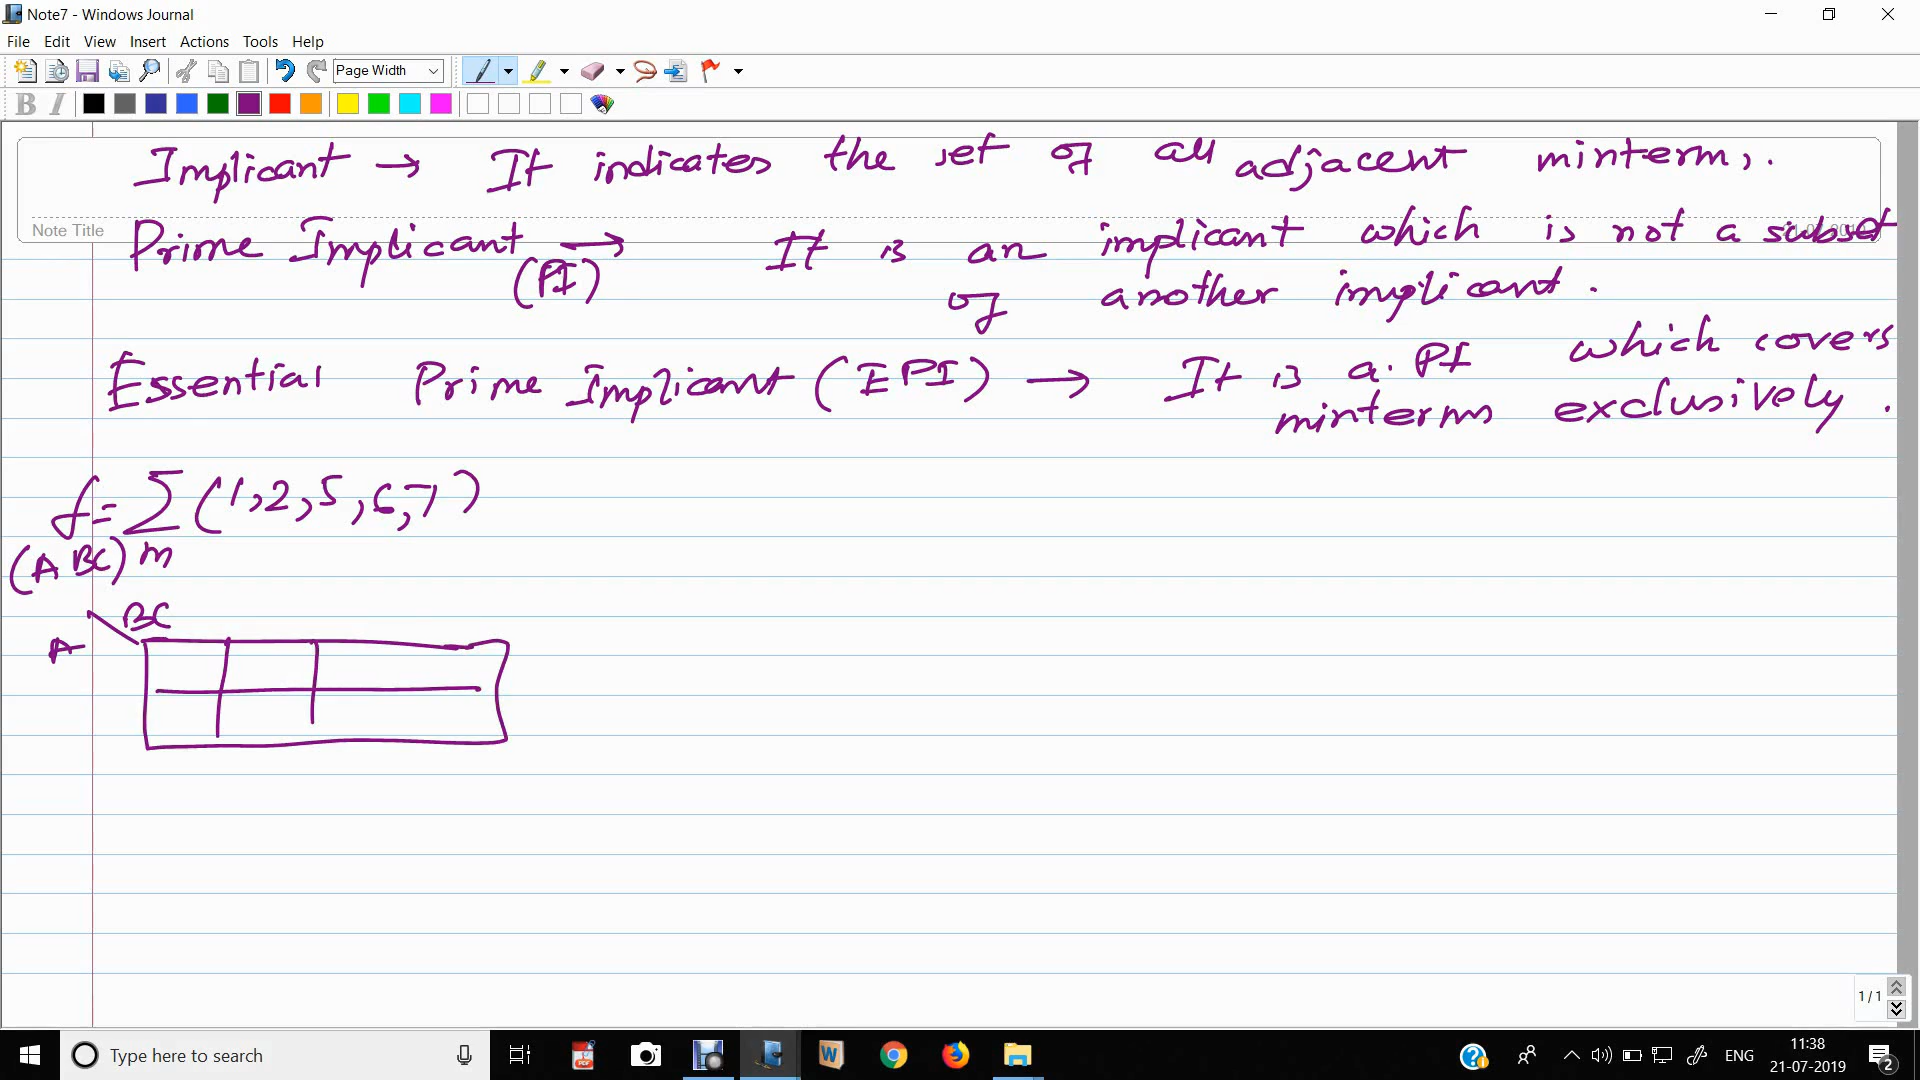 Note7 - Windows Journal
File Edit View Insert Actions Tools Help
Page Width
B I
Implicant → It indicates the set of all adjacent minterms.
Note Title
Prime Implicant → It is an implicant which is not a subset
(PI) of another implicant.
Essential Prime Implicant (EPI) → It is a PI which covers
minterms exclusively.
f = ∑ (1,2,5,6,7)
(ABC) m
BC
A
1 / 1
Type here to search
ENG
11:38
21-07-2019
2